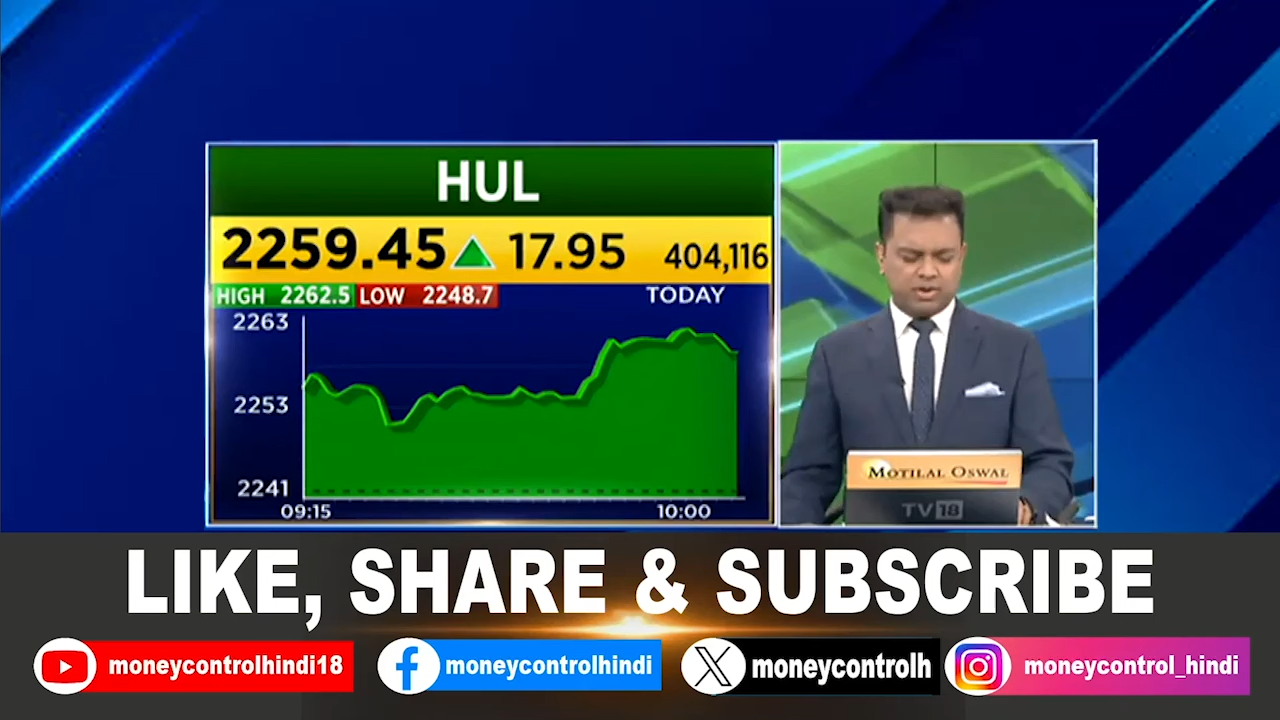 HUL
2259.45 17.95 404,116
HIGH 2262.5 LOW 2248.7 TODAY
2263
2253
2241
09:15 10:00
MOTILAL OSWAL
TV18
LIKE, SHARE & SUBSCRIBE
moneycontrolhindi18 moneycontrolhindi moneycontrolh moneycontrol_hindi